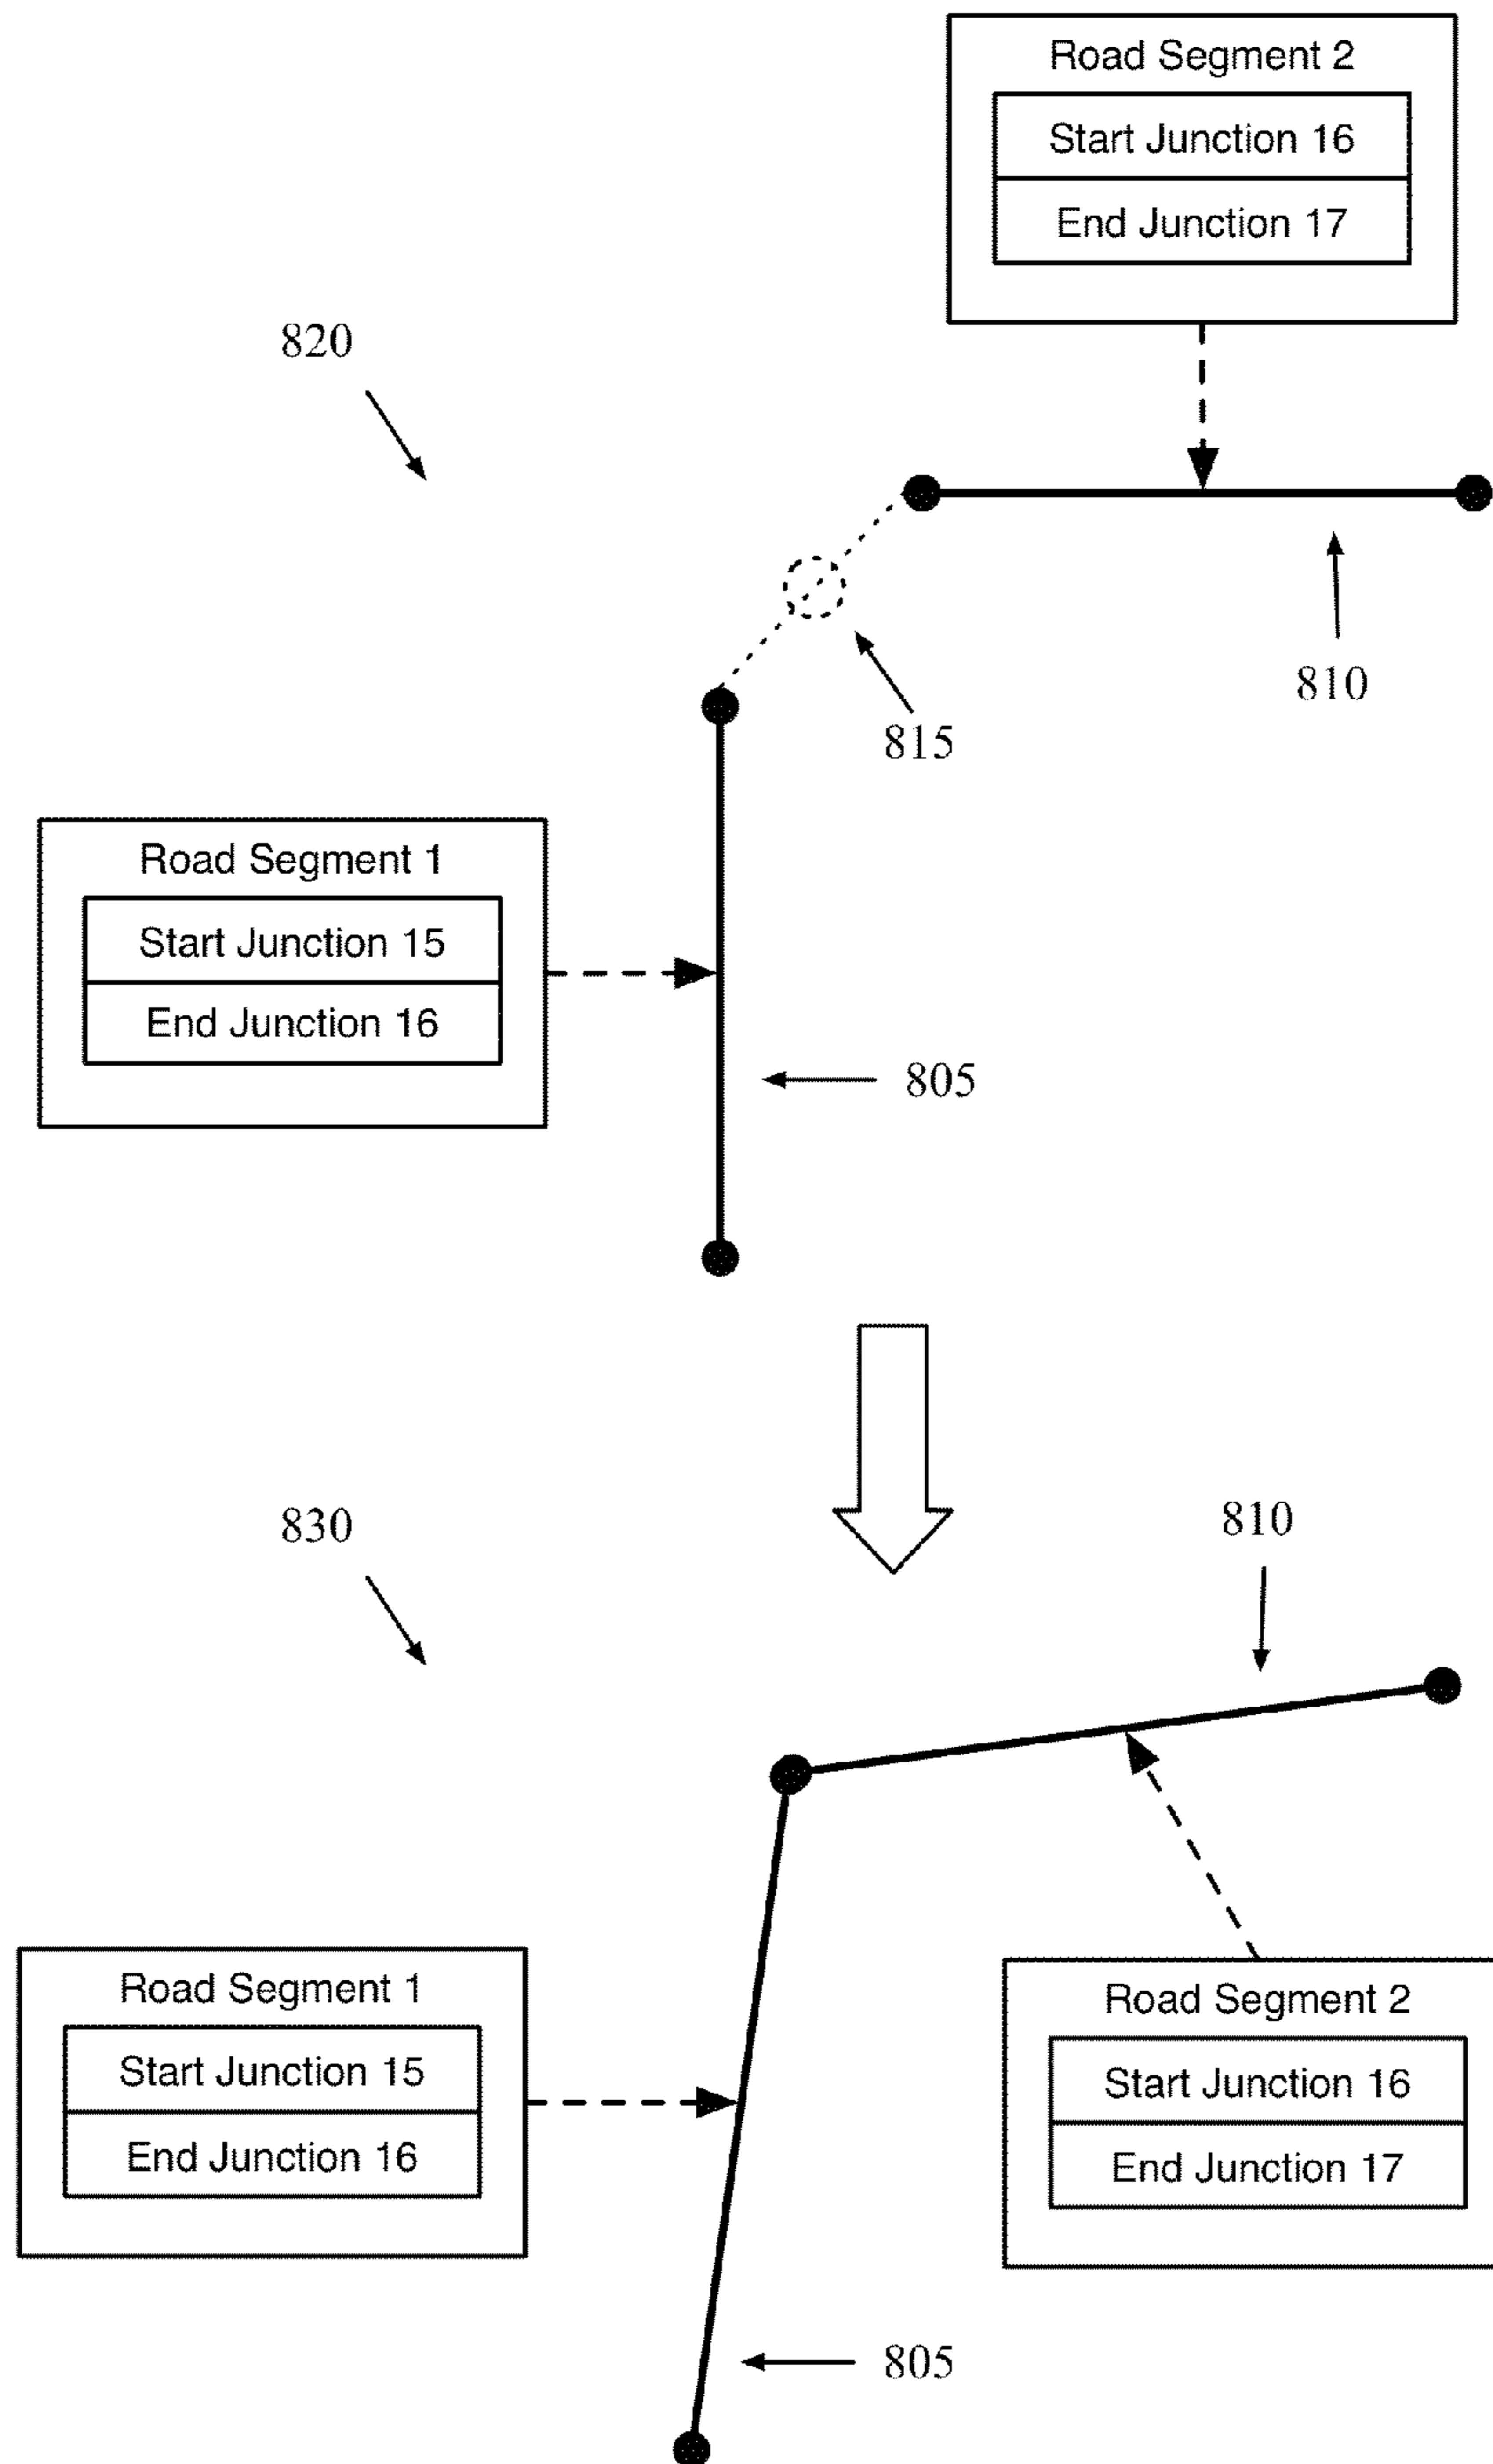 Road Segment 2
Start Junction 16
End Junction 17
820
810
815
Road Segment 1
Start Junction 15
End Junction 16
805
830
810
Road Segment 1
Start Junction 15
End Junction 16
Road Segment 2
Start Junction 16
End Junction 17
805